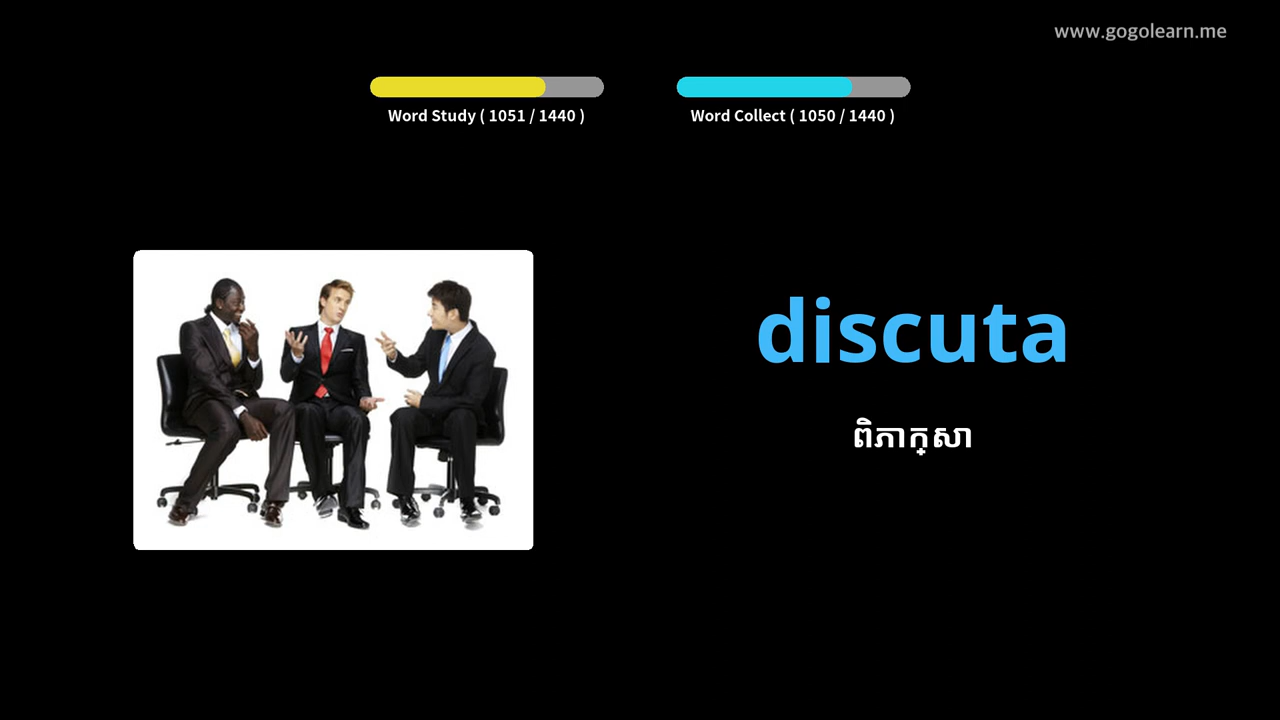 www.gogolearn.me
Word Study ( 1051 / 1440 )
Word Collect ( 1050 / 1440 )
discuta
ពិភាក្សា